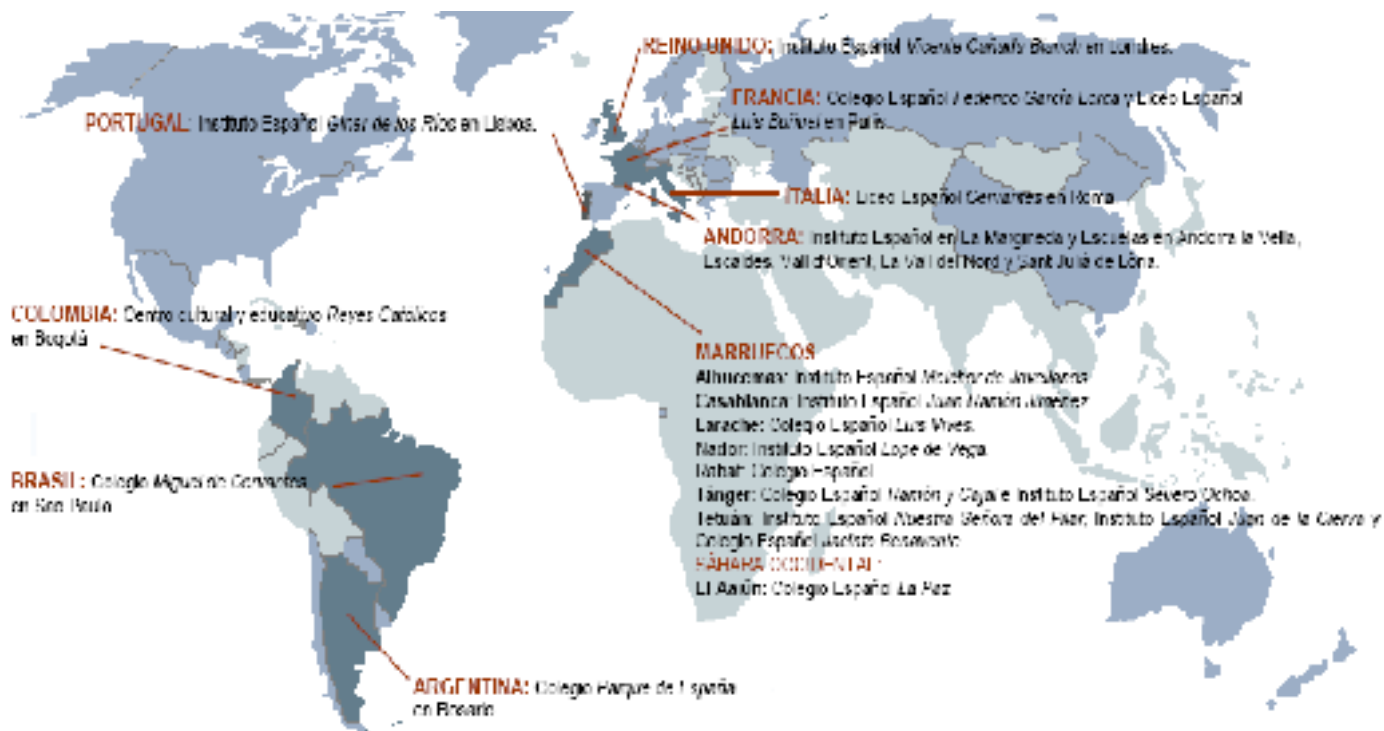 REINO UNIDO: Instituto Español Vicente Cañada Blanch en Londres.
FRANCIA: Colegio Español Federico García Lorca y Liceo Español
Luis Buñuel en París.
PORTUGAL: Instituto Español Giner de los Ríos en Lisboa.
ITALIA: Liceo Español Cervantes en Roma
ANDORRA: Instituto Español en La Margineda y Escuelas en Andorra la Vella,
Escaldes, Vall d'Orient, La Vall del Nord y Sant Juliá de Lòria.
COLOMBIA: Centro cultural y educativo Reyes Católicos
en Bogotá
MARRUECOS
Alhucemas: Instituto Español Melchor de Jovellanos
Casablanca: Instituto Español Juan Ramón Jiménez
Larache: Colegio Español Luis Vives.
Nador: Instituto Español Lope de Vega.
Rabat: Colegio Español
Tánger: Colegio Español Ramón y Cajal e Instituto Español Severo Ochoa.
Tetuán: Instituto Español Nuestra Señora del Pilar, Instituto Español Juan de la Cierva y
Colegio Español Jacinto Benavente
SÁHARA OCCIDENTAL:
El Aaiún: Colegio Español La Paz
BRASIL: Colegio Miguel de Cervantes
en Sao Paulo
ARGENTINA: Colegio Parque de España
en Rosario